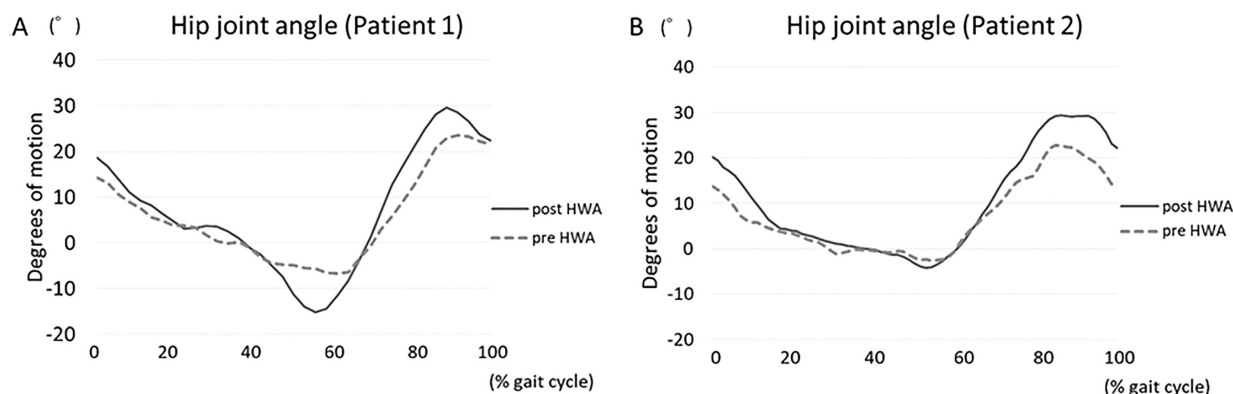 A (°) Hip joint angle (Patient 1)
Degrees of motion
40
30
20
10
0
-10
-20
0 20 40 60 80 100
(% gait cycle)
post HWA
pre HWA
B (°) Hip joint angle (Patient 2)
Degrees of motion
40
30
20
10
0
-10
-20
0 20 40 60 80 100
(% gait cycle)
post HWA
pre HWA